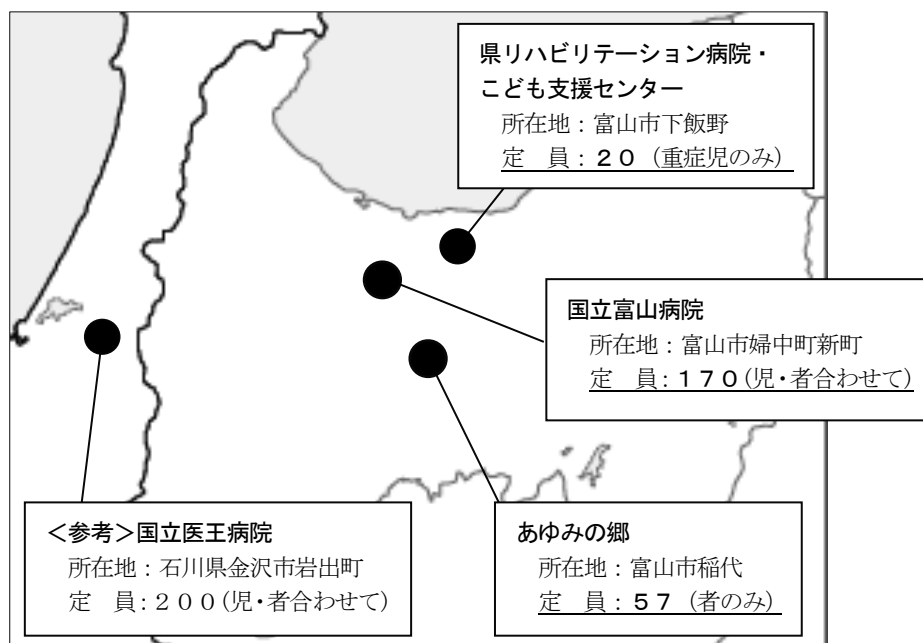 県リハビリテーション病院・
こども支援センター
所在地：富山市下飯野
定　員：２０（重症児のみ）
国立富山病院
所在地：富山市婦中町新町
定　員：１７０(児・者合わせて)
＜参考＞国立医王病院
所在地：石川県金沢市岩出町
定　員：２００(児・者合わせて)
あゆみの郷
所在地：富山市稲代
定　員：５７（者のみ）